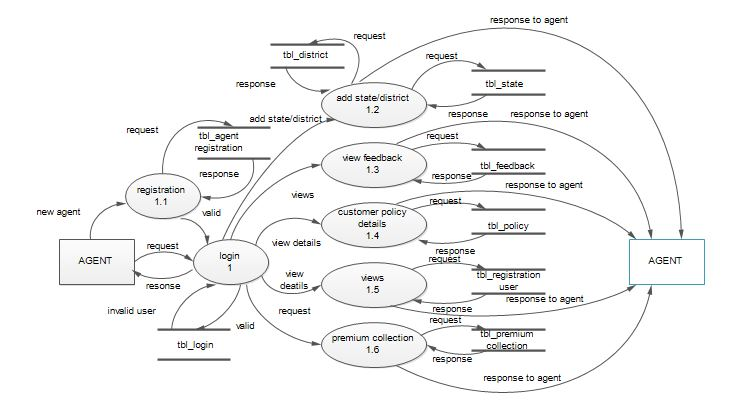 response to agent
request
tbl_district
request
response
tbl_state
add state/district
1.2
response
response to agent
add state/district
request
tbl_agent
registration
request
view feedback
1.3
tbl_feedback
response
response
response to agent
registration
1.1
views
request
new agent
valid
customer policy
details
1.4
tbl_policy
view details
response
request
login
1
AGENT
request
AGENT
resonse
view
deatils
views
1.5
tbl_registration
user
response to agent
invalid user
request
response
request
valid
tbl_login
premium collection
1.6
tbl_premium
collection
response
response to agent